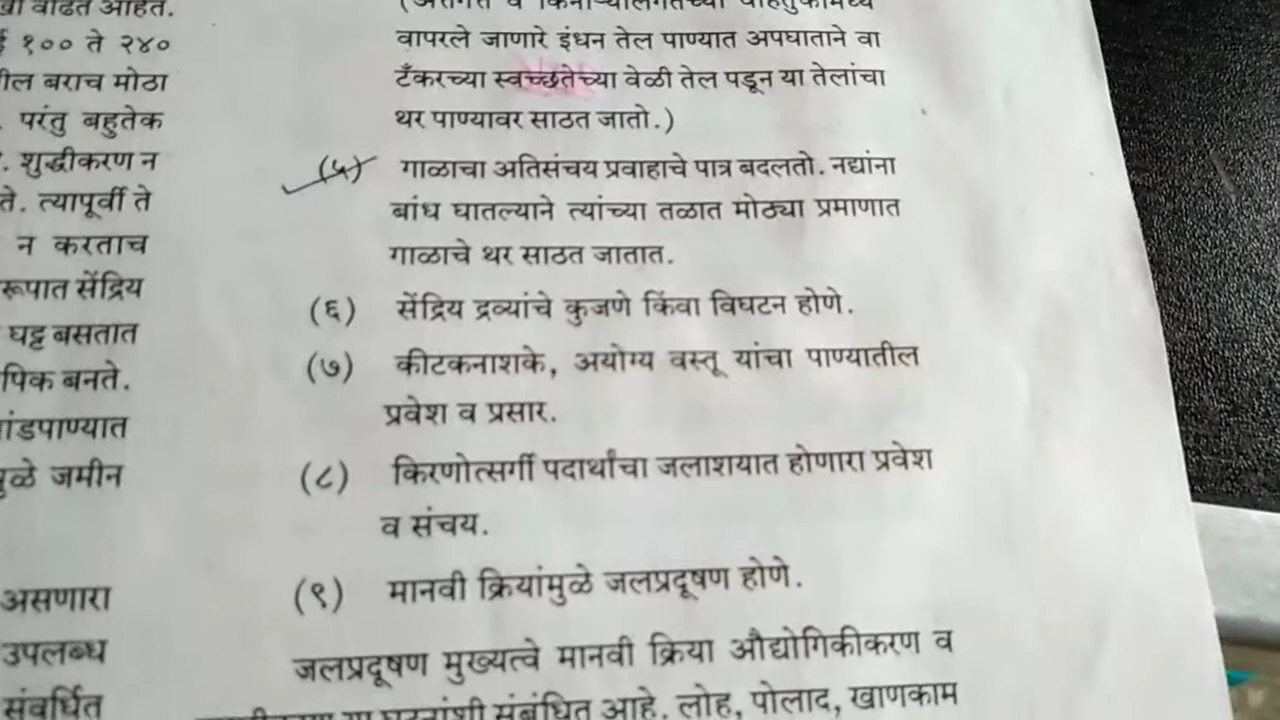 वाढत आहेत.
१०० ते २४०
बराच मोठा
परंतु बहुतेक
शुद्धीकरण न
ते. त्यापूर्वी ते
न करताच
सेंद्रिय
घट्ट बसतात
पिक बनते.
जमीन
असणारा
उपलब्ध
संवर्धित
वापरले जाणारे इंधन तेल पाण्यात अपघाताने वा
टँकरच्या स्वच्छतेच्या वेळी तेल पडून या तेलांचा
थर पाण्यावर साठत जातो.)
(५) गाळाचा अतिसंचय प्रवाहाचे पात्र बदलतो. नद्यांना
बांध घातल्याने त्यांच्या तळात मोठ्या प्रमाणात
गाळाचे थर साठत जातात.
(६) सेंद्रिय द्रव्यांचे कुजणे किंवा विघटन होणे.
(७) कीटकनाशके, अयोग्य वस्तू यांचा पाण्यातील
प्रवेश व प्रसार.
(८) किरणोत्सर्गी पदार्थांचा जलाशयात होणारा प्रवेश
व संचय.
(९) मानवी क्रियांमुळे जलप्रदूषण होणे.
जलप्रदूषण मुख्यत्वे मानवी क्रिया औद्योगिकीकरण व
संबंधित आहे. लोह, पोलाद, खाणकाम